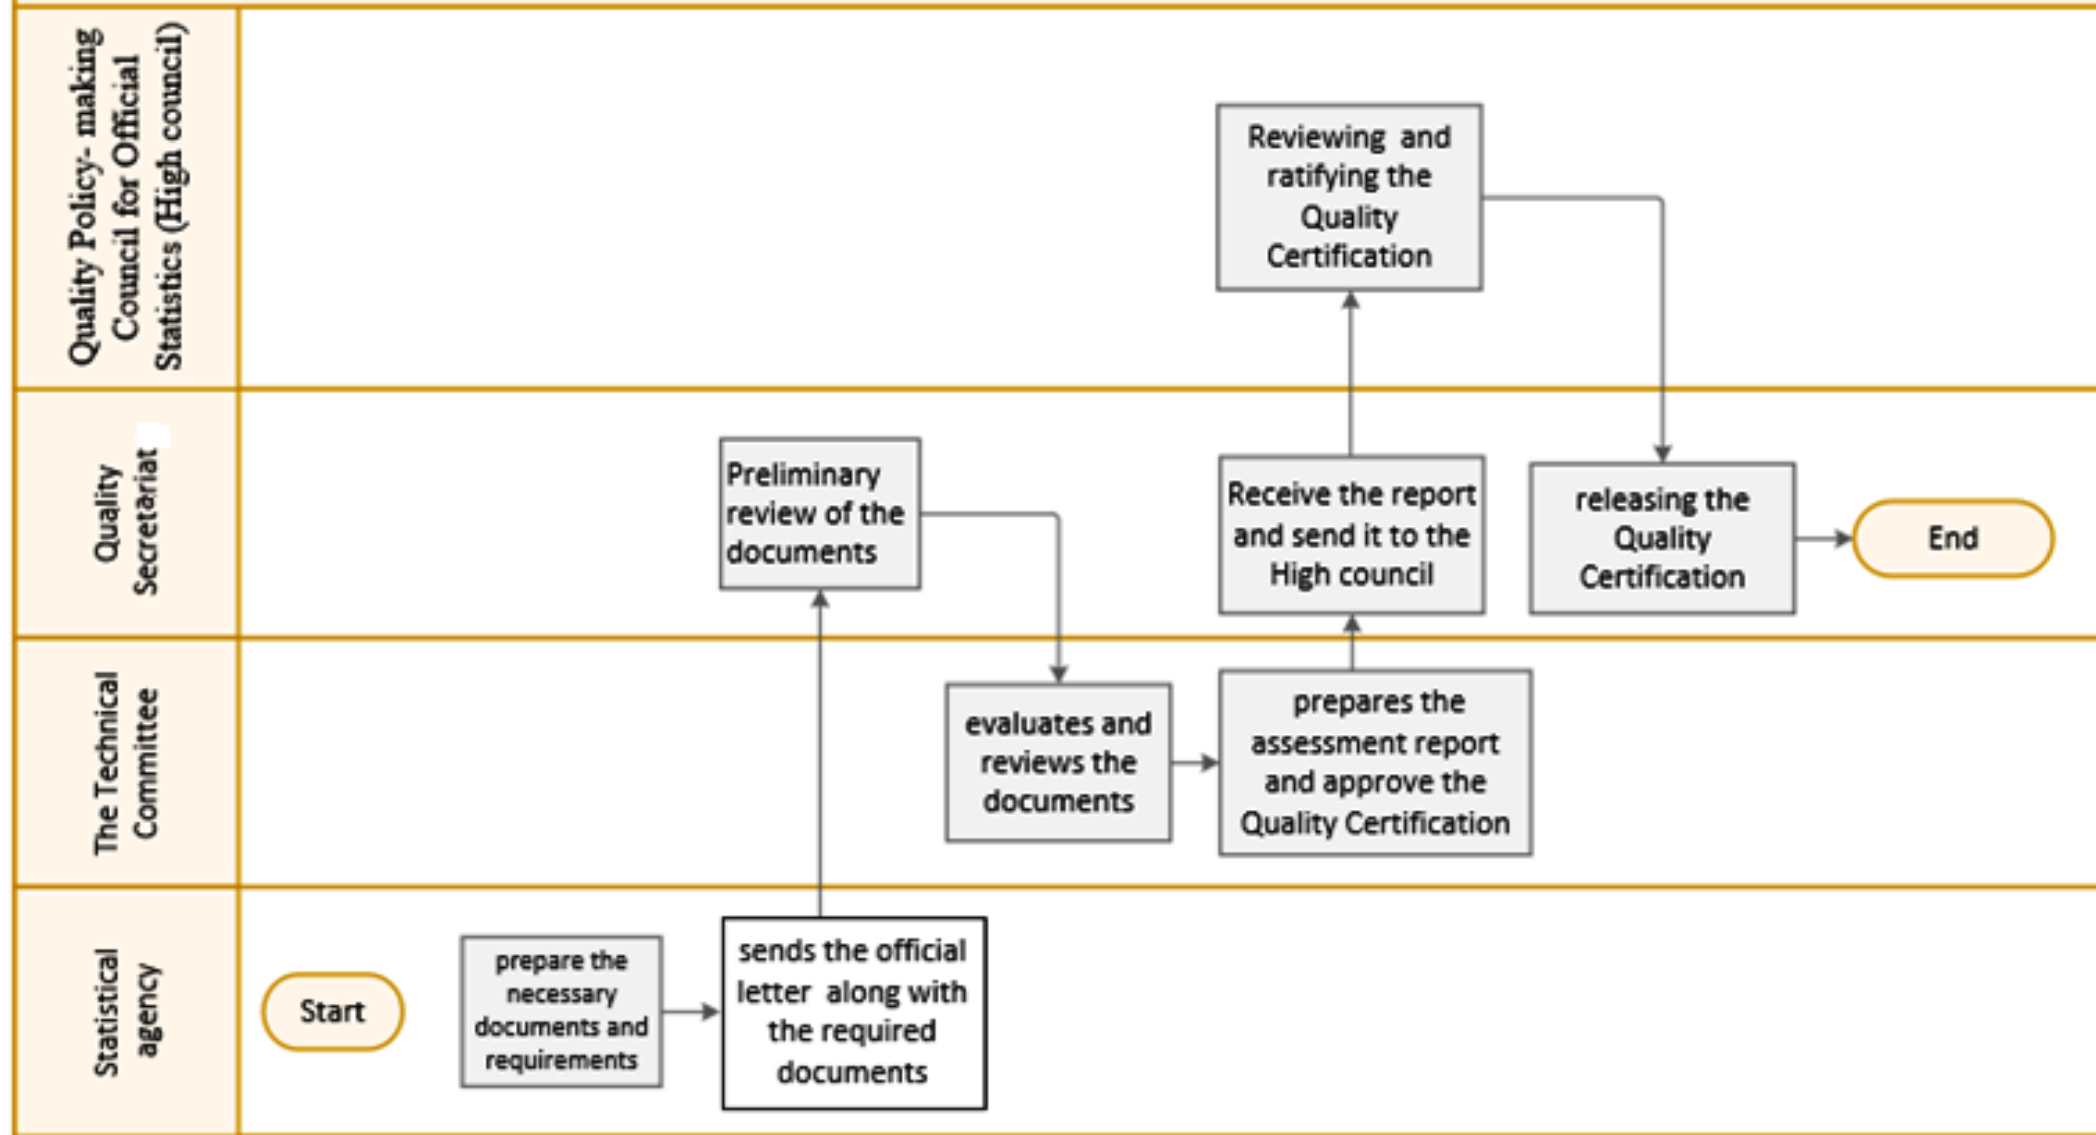 Quality Policy- making
Council for Official
Statistics (High council)
Reviewing and
ratifying the
Quality
Certification
Quality
Secretariat
Preliminary
review of the
documents
Receive the report
and send it to the
High council
releasing the
Quality
Certification
End
The Technical
Committee
evaluates and
reviews the
documents
prepares the
assessment report
and approve the
Quality Certification
Statistical
agency
Start
prepare the
necessary
documents and
requirements
sends the official
letter along with
the required
documents